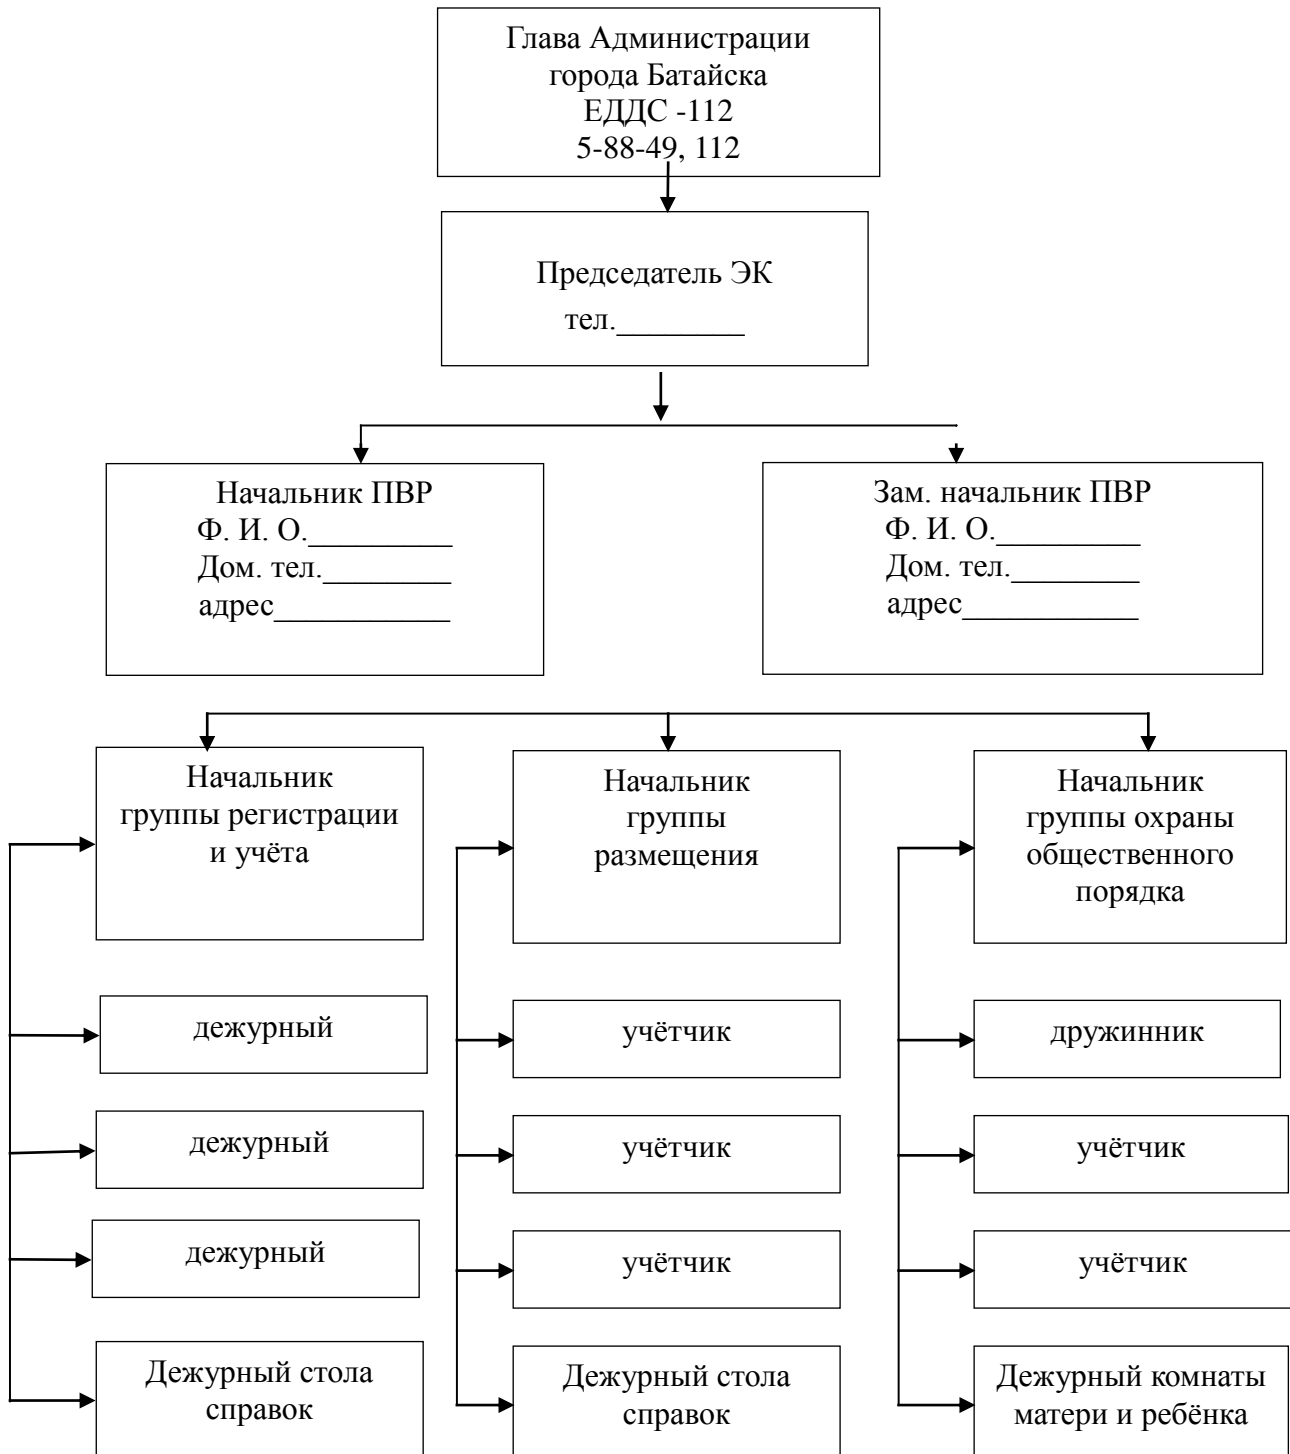 Глава Администрации
города Батайска
ЕДДС -112
5-88-49, 112
Председатель ЭК
тел._________
Начальник ПВР
Ф. И. О._________
Дом. тел.________
адрес___________
Зам. начальник ПВР
Ф. И. О._________
Дом. тел.________
адрес___________
Начальник
группы регистрации
и учёта
Начальник
группы
размещения
Начальник
группы охраны
общественного
порядка
дежурный
учётчик
дружинник
дежурный
учётчик
учётчик
дежурный
учётчик
учётчик
Дежурный стола
справок
Дежурный стола
справок
Дежурный комнаты
матери и ребёнка